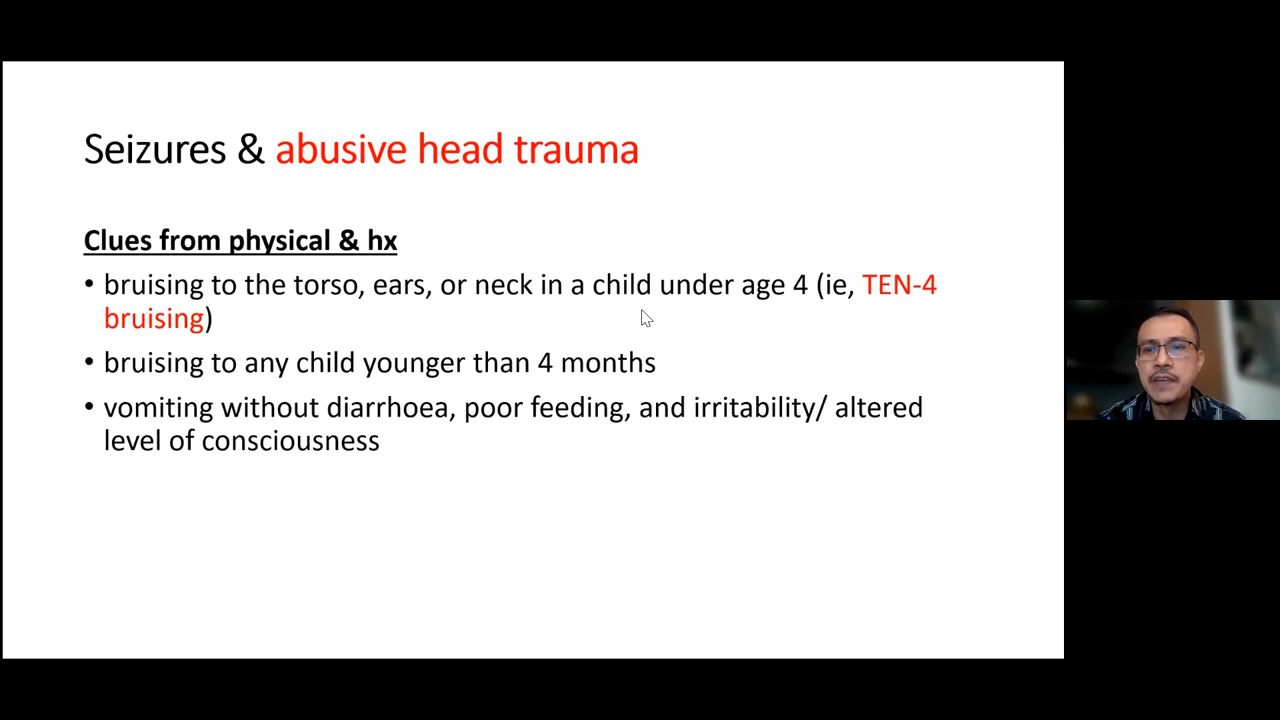 Seizures & abusive head trauma
Clues from physical & hx
• bruising to the torso, ears, or neck in a child under age 4 (ie, TEN-4
bruising)
• bruising to any child younger than 4 months
• vomiting without diarrhoea, poor feeding, and irritability/ altered
level of consciousness